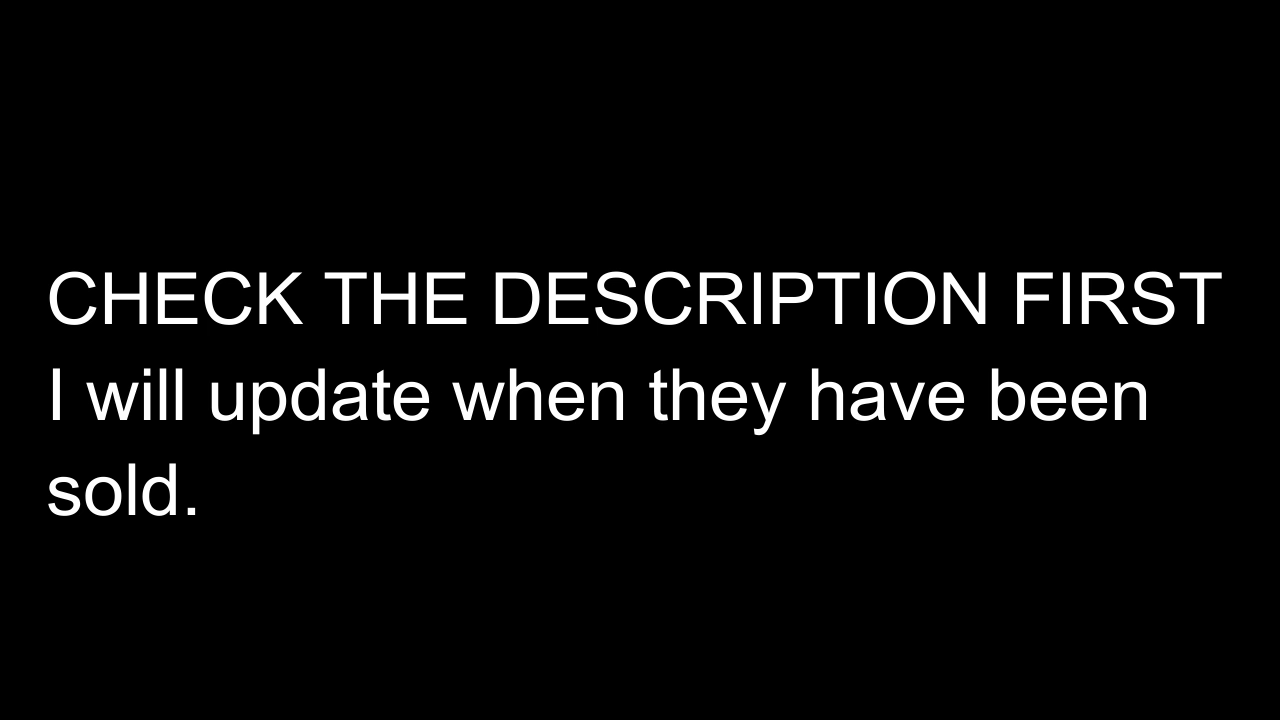 CHECK THE DESCRIPTION FIRST
I will update when they have been
sold.